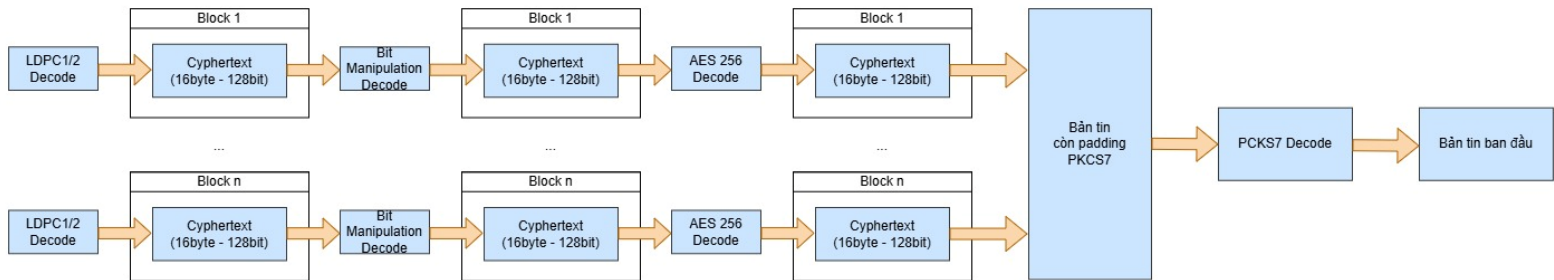 Block 1
Block 1
Block 1
LDPC1/2
Decode
Cyphertext
(16byte - 128bit)
Bit
Manipulation
Decode
Cyphertext
(16byte - 128bit)
AES 256
Decode
Cyphertext
(16byte - 128bit)
...
...
...
Bản tin
còn padding
PKCS7
PCKS7 Decode
Bản tin ban đầu
Block n
Block n
Block n
LDPC1/2
Decode
Cyphertext
(16byte - 128bit)
Bit
Manipulation
Decode
Cyphertext
(16byte - 128bit)
AES 256
Decode
Cyphertext
(16byte - 128bit)